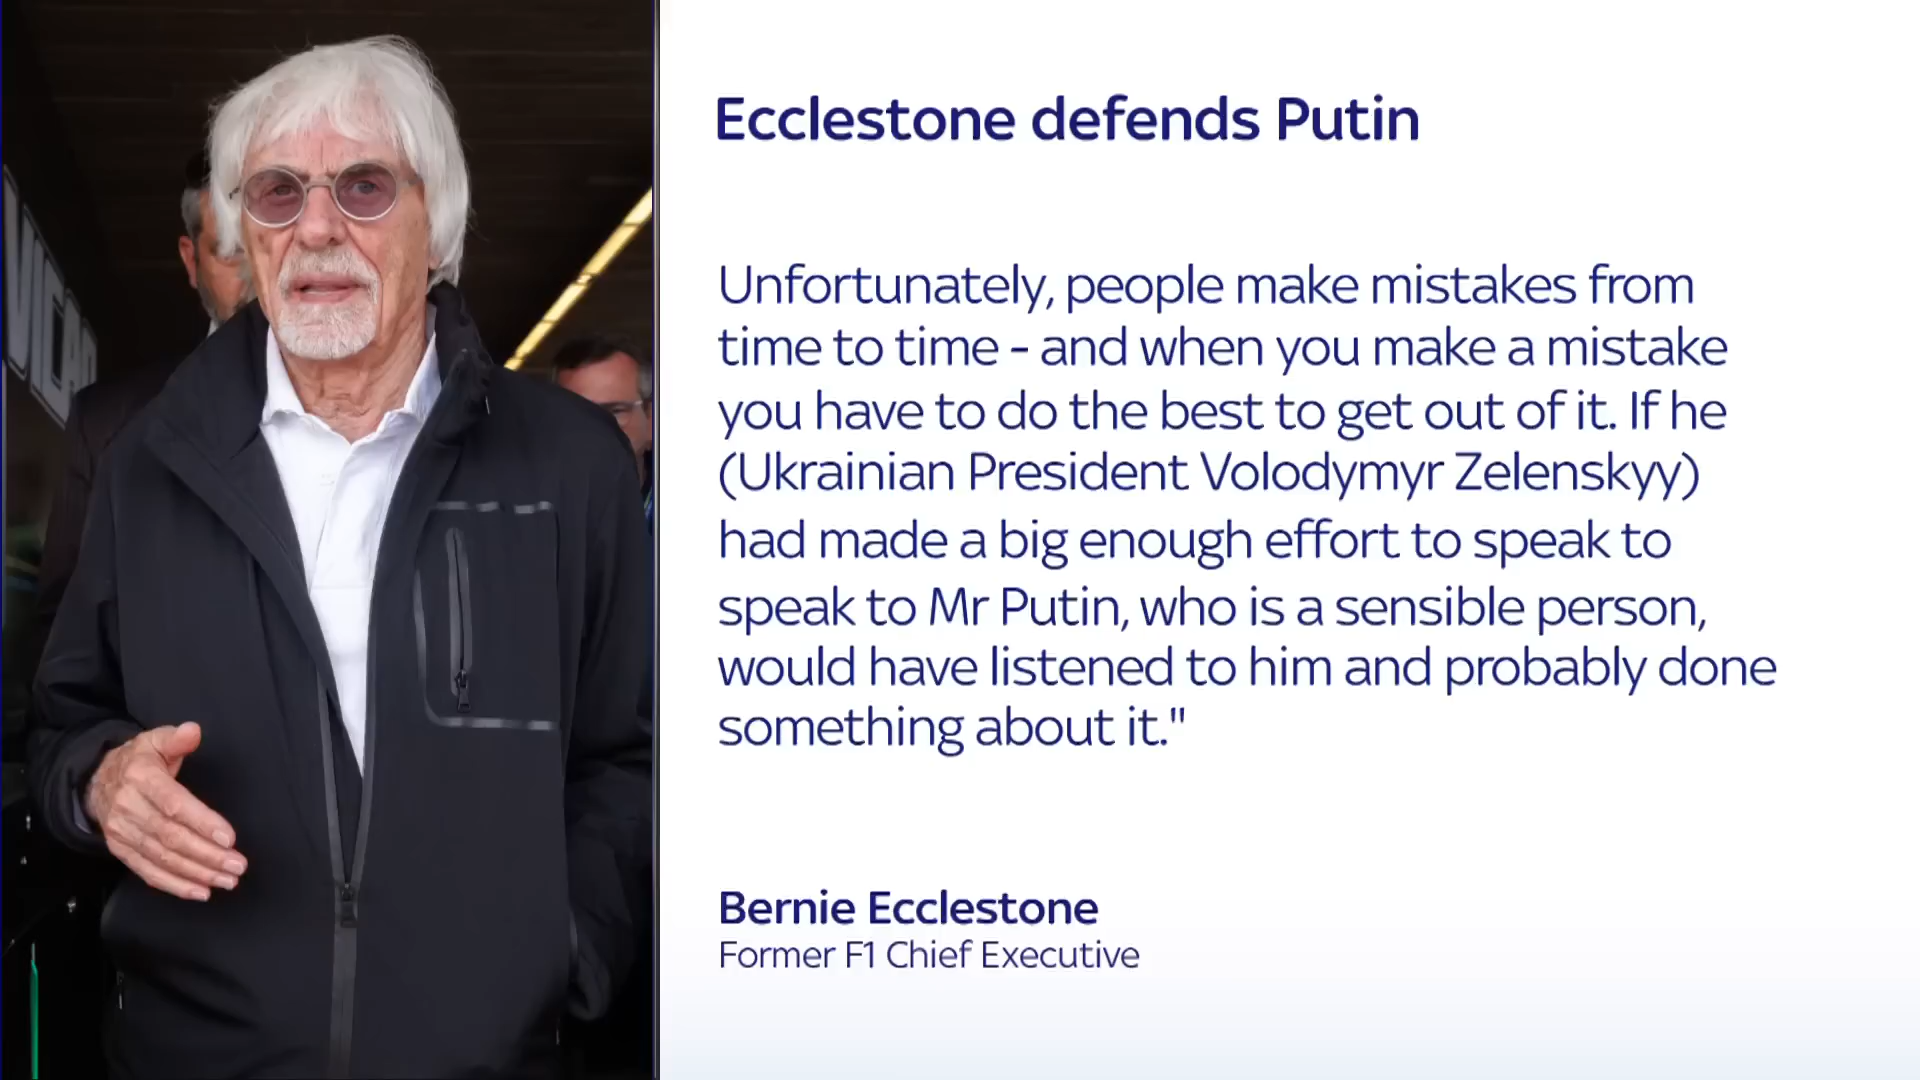 Ecclestone defends Putin
Unfortunately, people make mistakes from
time to time - and when you make a mistake
you have to do the best to get out of it. If he
(Ukrainian President Volodymyr Zelenskyy)
had made a big enough effort to speak to
speak to Mr Putin, who is a sensible person,
would have listened to him and probably done
something about it."
Bernie Ecclestone
Former F1 Chief Executive